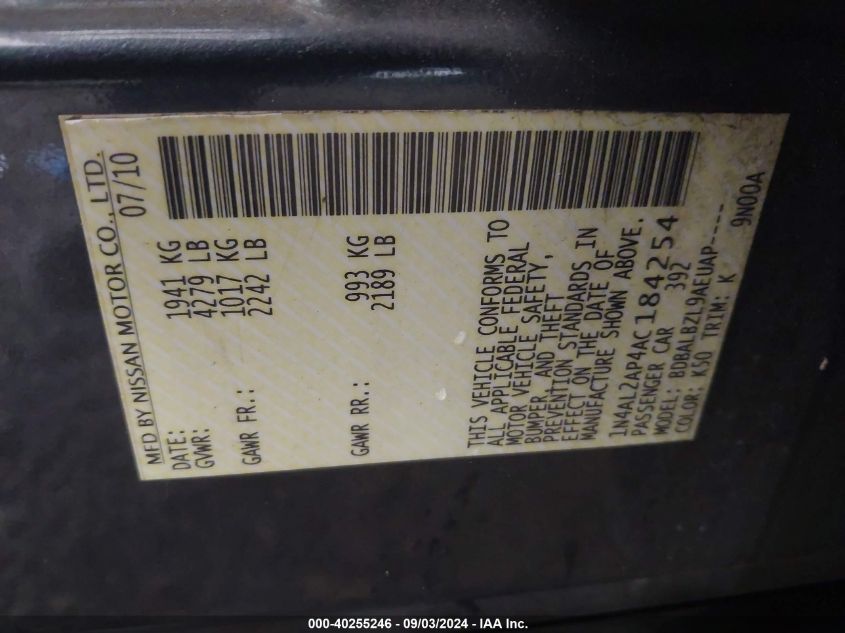 MFD BY NISSAN MOTOR CO., LTD.
DATE: 07/10
GVWR: 1941 KG
4279 LB
GAWR FR.: 1017 KG
2242 LB
GAWR RR.: 993 KG
2189 LB
THIS VEHICLE CONFORMS TO
ALL APPLICABLE FEDERAL
MOTOR VEHICLE SAFETY,
BUMPER, AND THEFT
PREVENTION STANDARDS IN
EFFECT ON THE DATE OF
MANUFACTURE SHOWN ABOVE.
1N4AL2AP4AC184254
PASSENGER CAR 392
MODEL: BDBALBZL9AEUAP-----
COLOR: K50 TRIM: K 9N00A
000-40255246 - 09/03/2024 - IAA Inc.